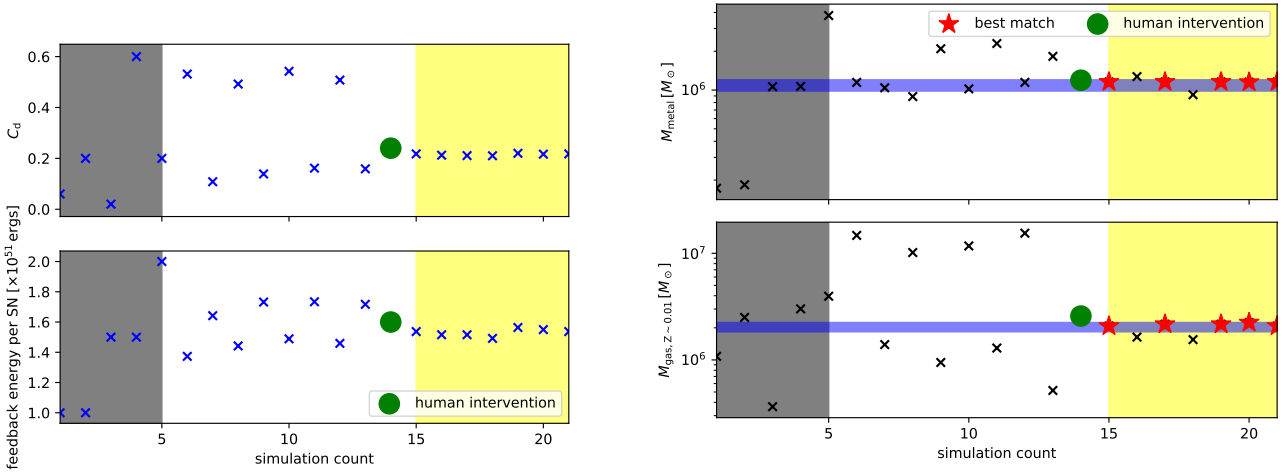 0.6
0.4
0.2
0.0
C_d
2.0
1.8
1.6
1.4
1.2
1.0
feedback energy per SN [×10^51 ergs]
human intervention
5
10
15
20
simulation count
best match
human intervention
10^6
M_metal [M_⊙]
10^7
10^6
M_gas, Z∼0.01 [M_⊙]
5
10
15
20
simulation count